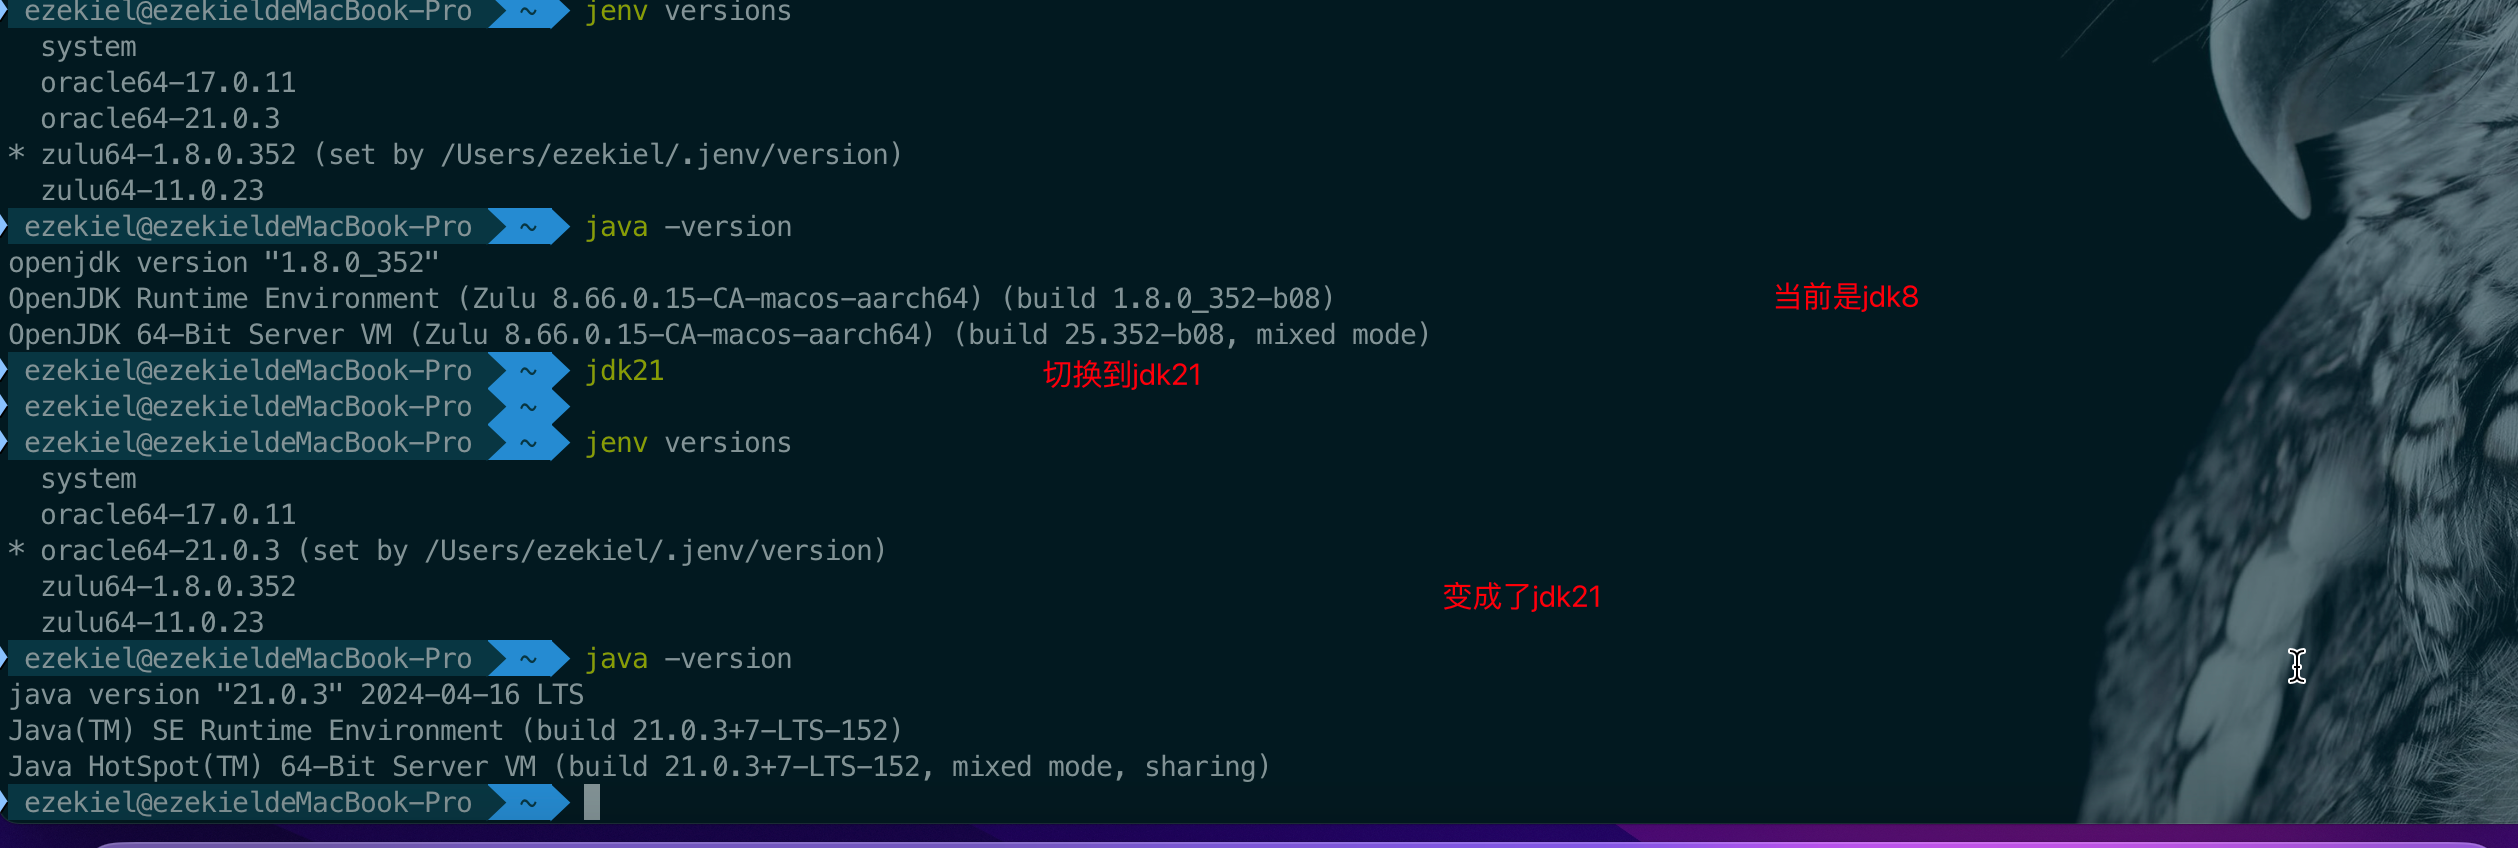 ezekiel@ezekieldeMacBook-Pro ~ jenv versions
system
oracle64-17.0.11
oracle64-21.0.3
* zulu64-1.8.0.352 (set by /Users/ezekiel/.jenv/version)
zulu64-11.0.23
ezekiel@ezekieldeMacBook-Pro ~ java -version
openjdk version "1.8.0_352"
OpenJDK Runtime Environment (Zulu 8.66.0.15-CA-macos-aarch64) (build 1.8.0_352-b08)
当前是jdk8
OpenJDK 64-Bit Server VM (Zulu 8.66.0.15-CA-macos-aarch64) (build 25.352-b08, mixed mode)
ezekiel@ezekieldeMacBook-Pro ~ jdk21
切换到jdk21
ezekiel@ezekieldeMacBook-Pro ~
ezekiel@ezekieldeMacBook-Pro ~ jenv versions
system
oracle64-17.0.11
* oracle64-21.0.3 (set by /Users/ezekiel/.jenv/version)
zulu64-1.8.0.352
变成了jdk21
zulu64-11.0.23
ezekiel@ezekieldeMacBook-Pro ~ java -version
java version "21.0.3" 2024-04-16 LTS
Java(TM) SE Runtime Environment (build 21.0.3+7-LTS-152)
Java HotSpot(TM) 64-Bit Server VM (build 21.0.3+7-LTS-152, mixed mode, sharing)
ezekiel@ezekieldeMacBook-Pro ~